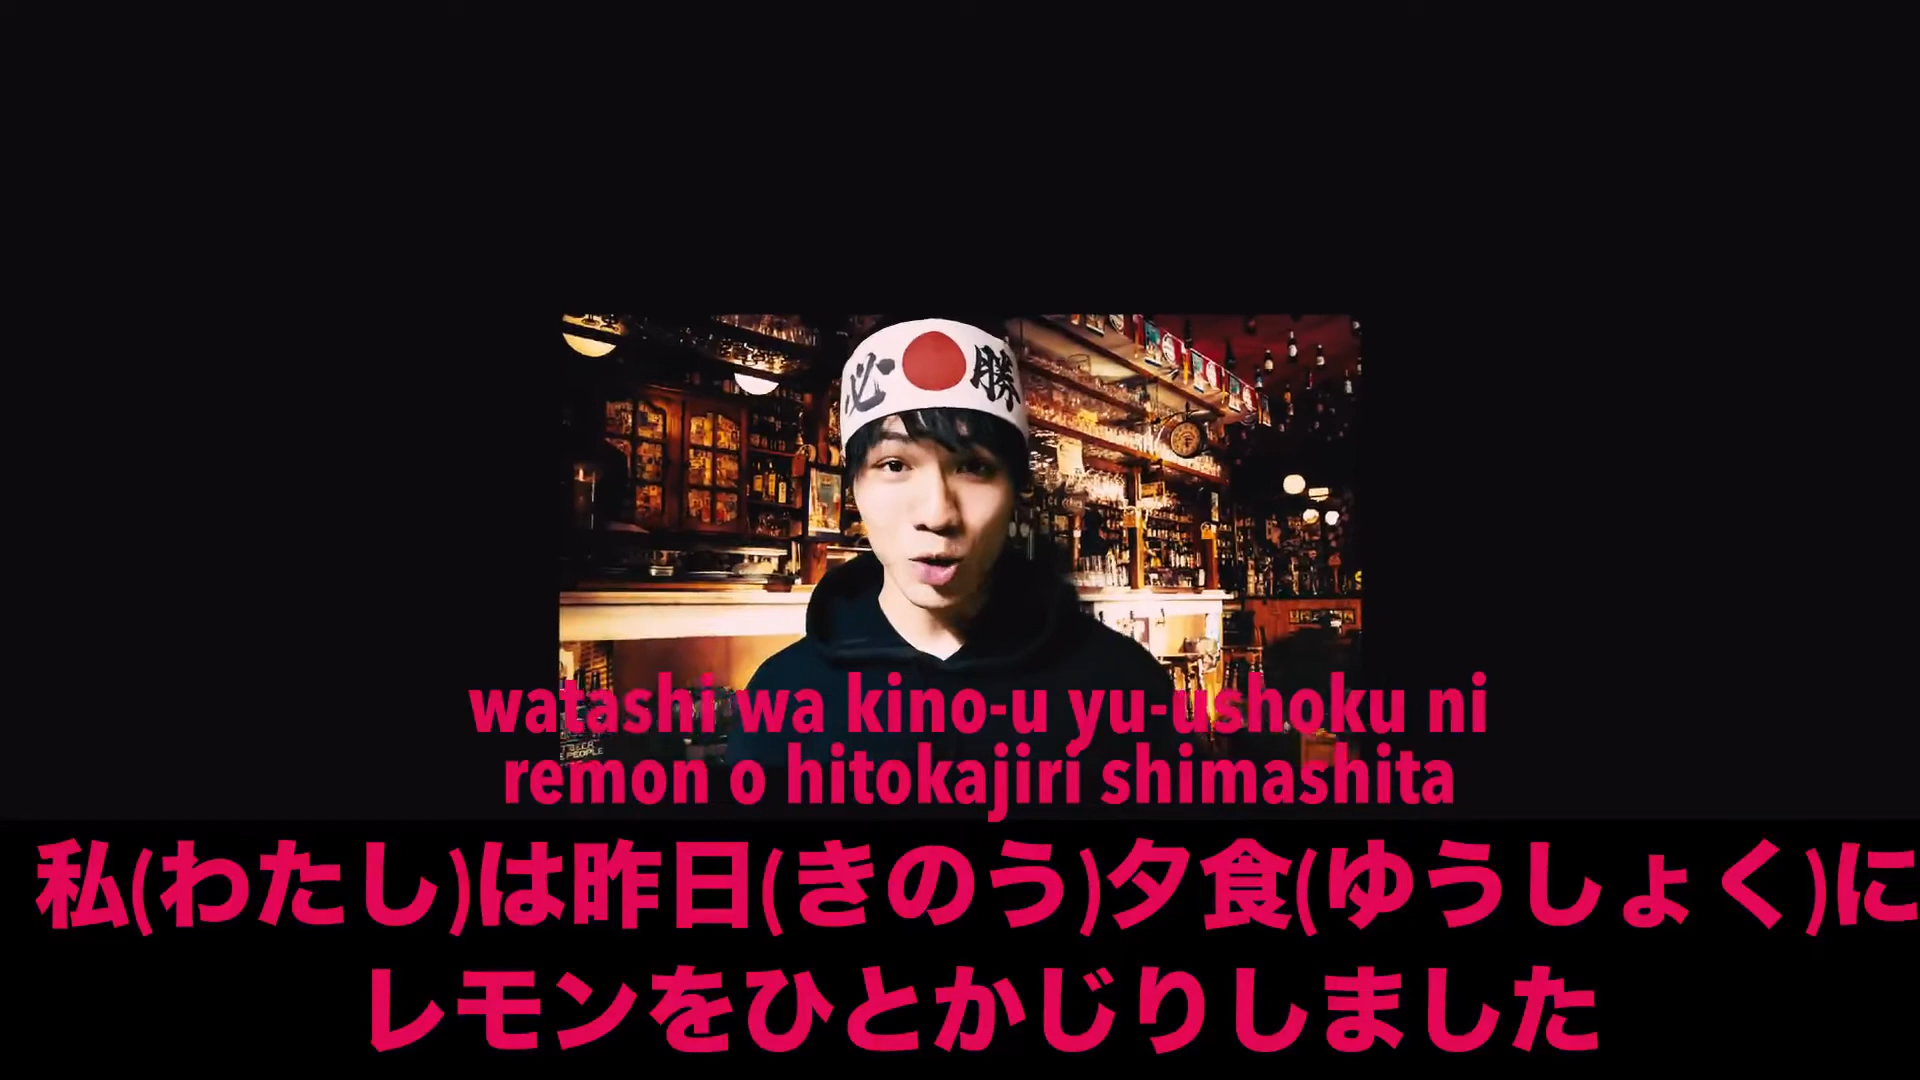 必 勝
watashi wa kino-u yu-ushoku ni
remon o hitokajiri shimashita
私(わたし)は昨日(きのう)夕食(ゆうしょく)に
レモンをひとかじりしました